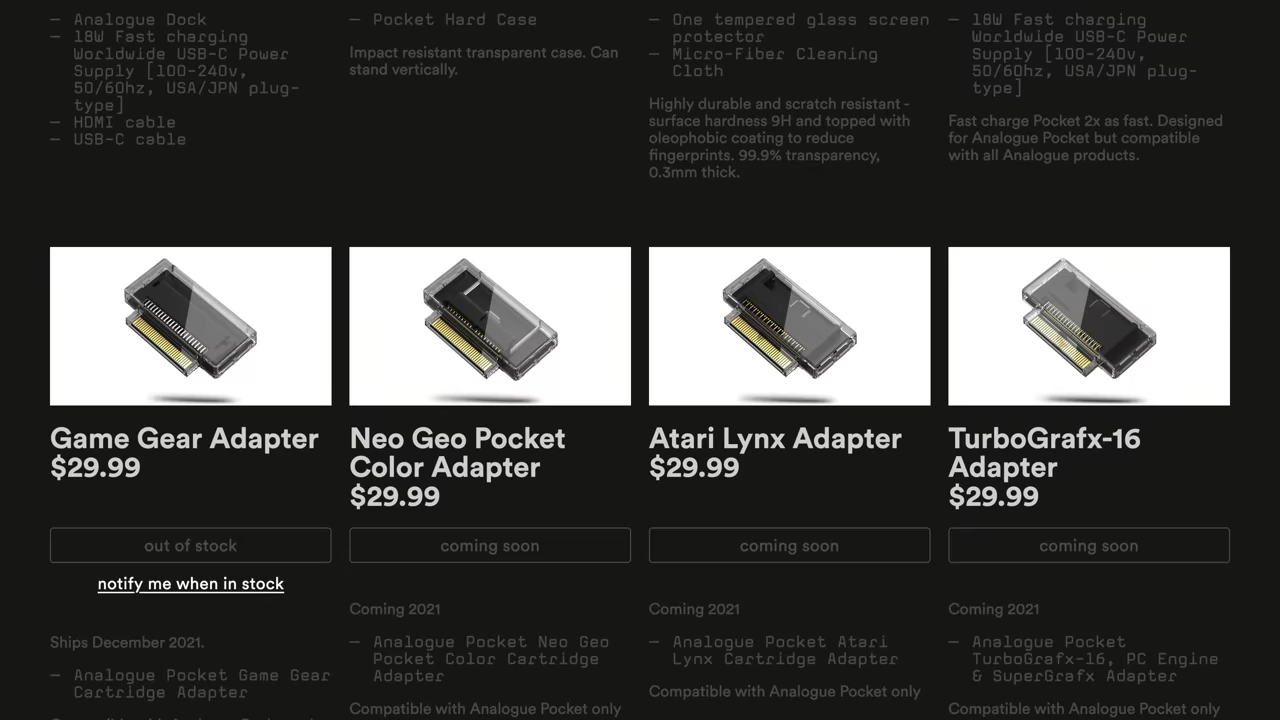 — Analogue Dock
— 18W Fast charging
Worldwide USB-C Power
Supply [100-240v,
50/60hz, USA/JPN plug-
type]
— HDMI cable
— USB-C cable
— Pocket Hard Case
Impact resistant transparent case. Can
stand vertically.
— One tempered glass screen
protector
— Micro-Fiber Cleaning
Cloth
Highly durable and scratch resistant -
surface hardness 9H and topped with
oleophobic coating to reduce
fingerprints. 99.9% transparency,
0.3mm thick.
— 18W Fast charging
Worldwide USB-C Power
Supply [100-240v,
50/60hz, USA/JPN plug-
type]
Fast charge Pocket 2x as fast. Designed
for Analogue Pocket but compatible
with all Analogue products.
Game Gear Adapter
$29.99
out of stock
notify me when in stock
Ships December 2021.
— Analogue Pocket Game Gear
Cartridge Adapter
Neo Geo Pocket
Color Adapter
$29.99
coming soon
Coming 2021
— Analogue Pocket Neo Geo
Pocket Color Cartridge
Adapter
Compatible with Analogue Pocket only
Atari Lynx Adapter
$29.99
coming soon
Coming 2021
— Analogue Pocket Atari
Lynx Cartridge Adapter
Compatible with Analogue Pocket only
TurboGrafx-16
Adapter
$29.99
coming soon
Coming 2021
— Analogue Pocket
TurboGrafx-16, PC Engine
& SuperGrafx Adapter
Compatible with Analogue Pocket only